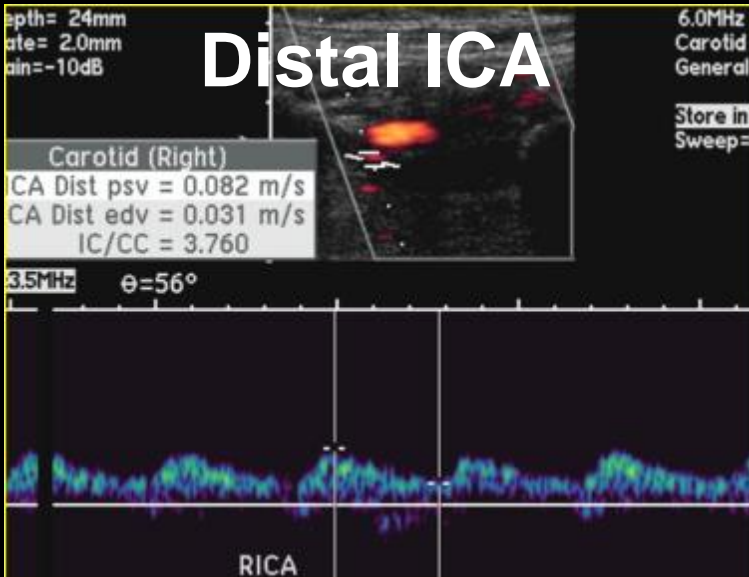 epth= 24mm
ate= 2.0mm
ain=-10dB
Distal ICA
6.0MHz
Carotid
General
Store in
Sweep=
Carotid (Right)
ICA Dist psv = 0.082 m/s
CA Dist edv = 0.031 m/s
IC/CC = 3.760
3.5MHz
θ=56°
RICA